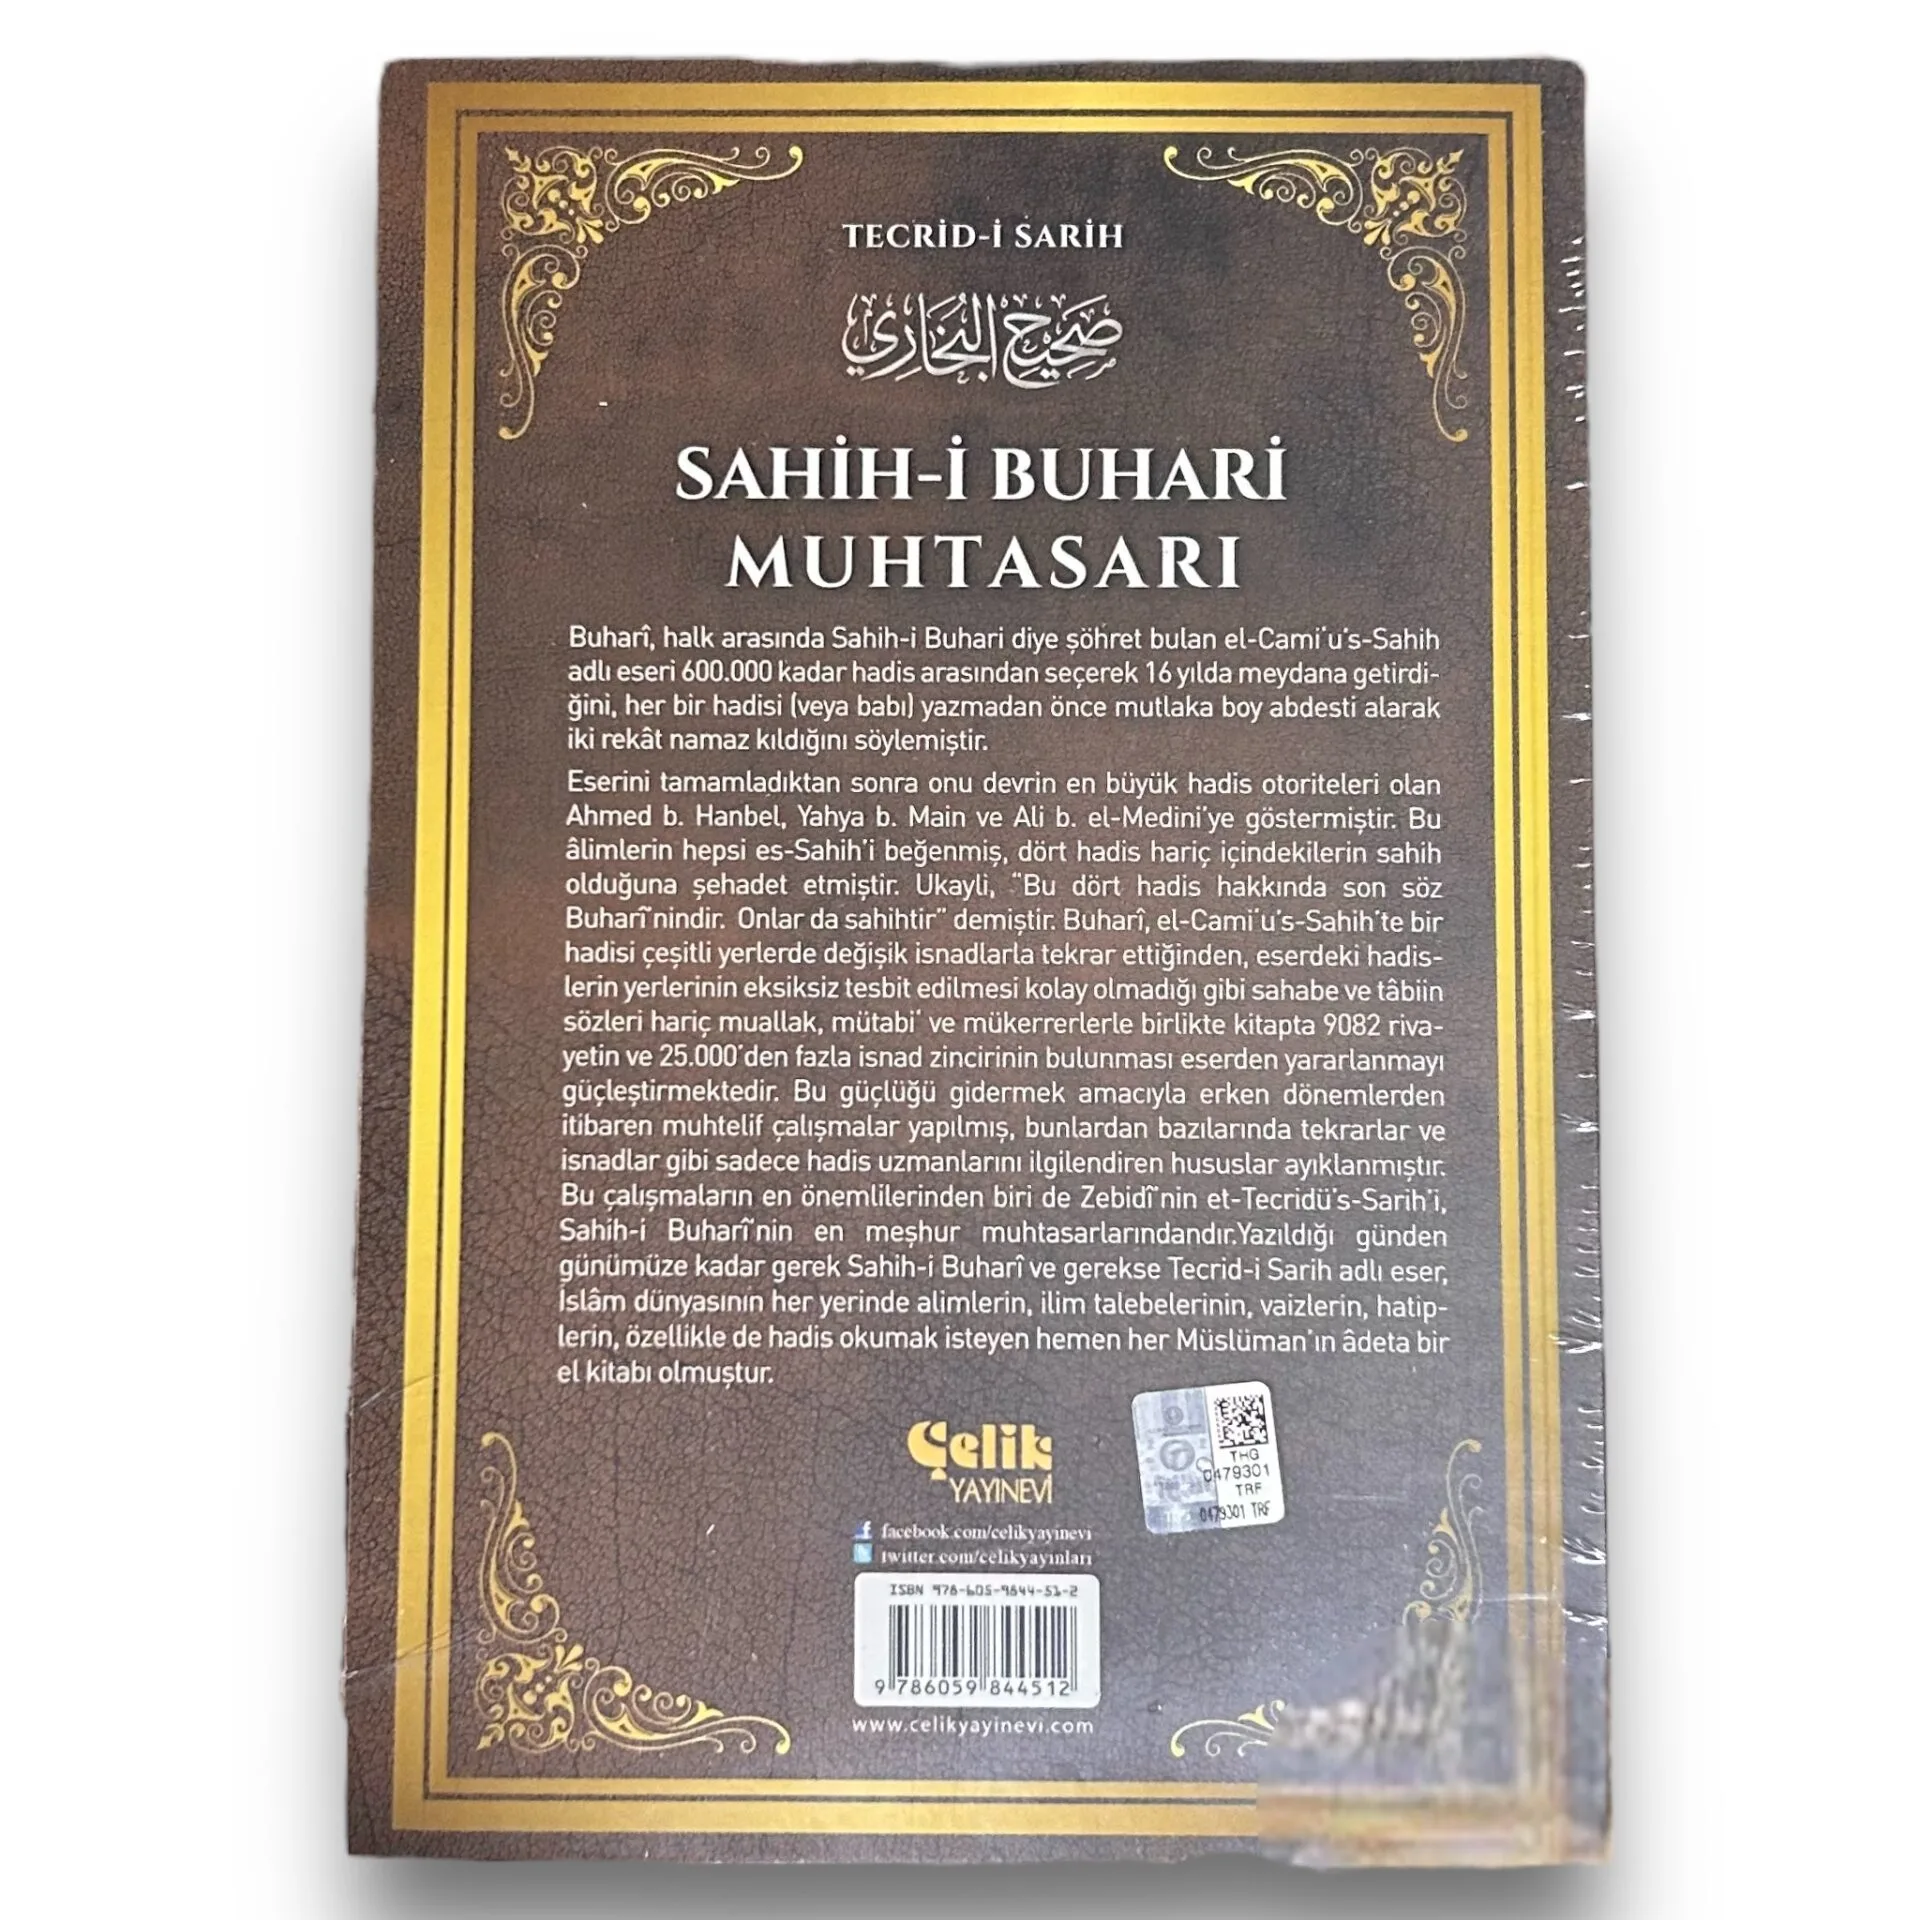 TECRİD-İ SARİH
صَحِيحُ البُخَارِي
SAHİH-İ BUHARİ
MUHTASARI
Buharî, halk arasında Sahih-i Buhari diye şöhret bulan el-Cami'u's-Sahih
adlı eseri 600.000 kadar hadis arasından seçerek 16 yılda meydana getirdi-
ğini, her bir hadisi (veya babı) yazmadan önce mutlaka boy abdesti alarak
iki rekât namaz kıldığını söylemiştir.
Eserini tamamladıktan sonra onu devrin en büyük hadis otoriteleri olan
Ahmed b. Hanbel, Yahya b. Main ve Ali b. el-Medini'ye göstermiştir. Bu
âlimlerin hepsi es-Sahih'i beğenmiş, dört hadis hariç içindekilerin sahih
olduğuna şehadet etmiştir. Ukayli, "Bu dört hadis hakkında son söz
Buharî'nindir. Onlar da sahihtir" demiştir. Buharî, el-Cami'u's-Sahih'te bir
hadisi çeşitli yerlerde değişik isnadlarla tekrar ettiğinden, eserdeki hadis-
lerin yerlerinin eksiksiz tesbit edilmesi kolay olmadığı gibi sahabe ve tâbiin
sözleri hariç muallak, mütabi' ve mükerrerlerle birlikte kitapta 9082 riva-
yetin ve 25.000'den fazla isnad zincirinin bulunması eserden yararlanmayı
güçleştirmektedir. Bu güçlüğü gidermek amacıyla erken dönemlerden
itibaren muhtelif çalışmalar yapılmış, bunlardan bazılarında tekrarlar ve
isnadlar gibi sadece hadis uzmanlarını ilgilendiren hususlar ayıklanmıştır.
Bu çalışmaların en önemlilerinden biri de Zebidî'nin et-Tecridü's-Sarih'i,
Sahih-i Buharî'nin en meşhur muhtasarlarındandır.Yazıldığı günden
günümüze kadar gerek Sahih-i Buharî ve gerekse Tecrid-i Sarih adlı eser,
İslâm dünyasının her yerinde alimlerin, ilim talebelerinin, vaizlerin, hatip-
lerin, özellikle de hadis okumak isteyen hemen her Müslüman'ın âdeta bir
el kitabı olmuştur.
Çelik
YAYINEVİ
THG
0479301
TRF
0479301 TRF
facebook.com/celikyayinevi
twitter.com/celikyayınları
ISBN 978-605-9844-51-2
9 786059 844512
www.celikyayinevi.com